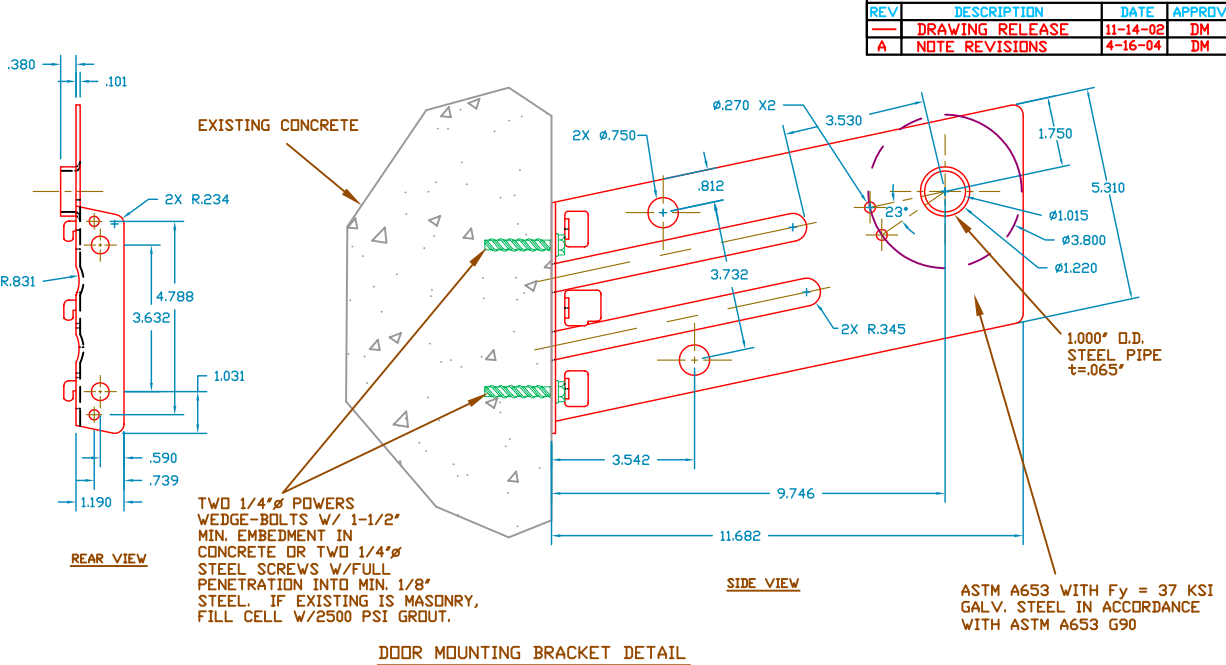 REV DESCRIPTION DATE APPROV
— DRAWING RELEASE 11-14-02 DM
A NOTE REVISIONS 4-16-04 DM
.380
.101
EXISTING CONCRETE
2X R.234
R.831
4.788
3.632
1.031
.590
.739
1.190
REAR VIEW
2X Ø.750
Ø.270 X2
3.530
1.750
.812
5.310
23°
Ø1.015
Ø3.800
Ø1.220
3.732
2X R.345
1.000" O.D.
STEEL PIPE
t=.065"
3.542
9.746
11.682
TWO 1/4"Ø POWERS
WEDGE-BOLTS W/ 1-1/2"
MIN. EMBEDMENT IN
CONCRETE OR TWO 1/4"Ø
STEEL SCREWS W/FULL
PENETRATION INTO MIN. 1/8"
STEEL. IF EXISTING IS MASONRY,
FILL CELL W/2500 PSI GROUT.
SIDE VIEW
ASTM A653 WITH Fy = 37 KSI
GALV. STEEL IN ACCORDANCE
WITH ASTM A653 G90
DOOR MOUNTING BRACKET DETAIL